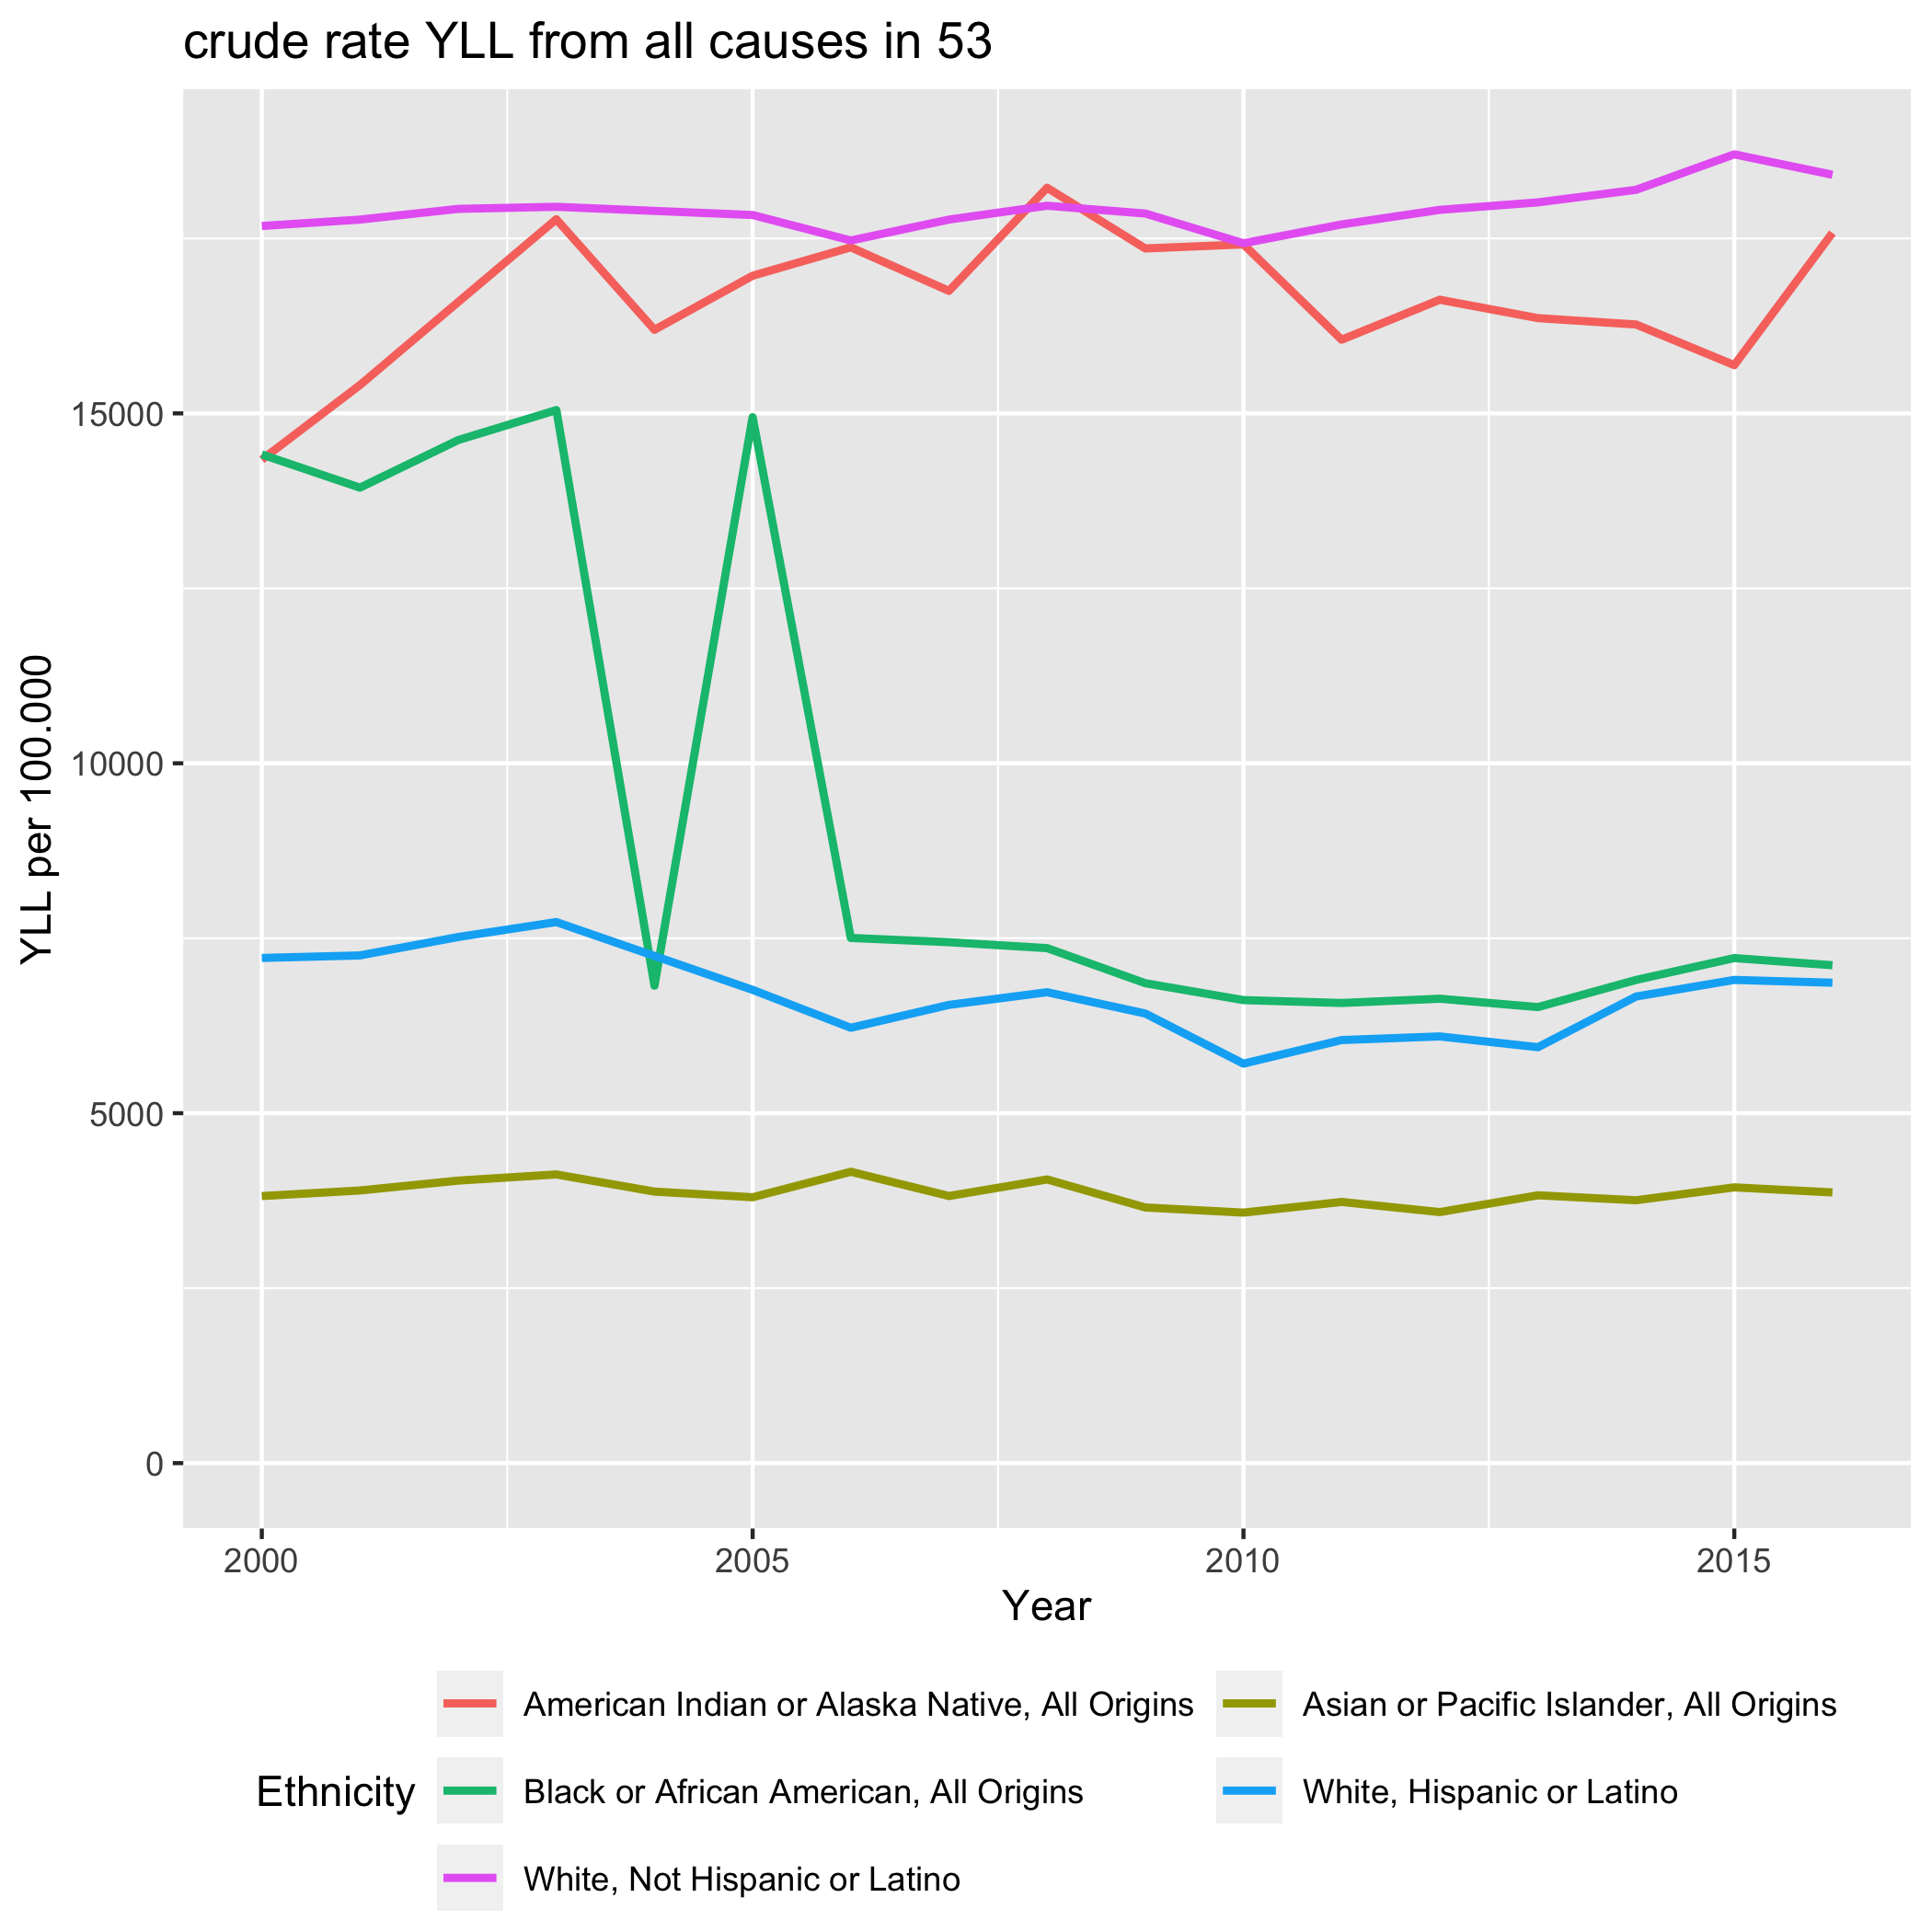 crude rate YLL from all causes in 53
YLL per 100.000
15000
10000
5000
0
2000 2005 2010 2015
Year
Ethnicity
American Indian or Alaska Native, All Origins
Asian or Pacific Islander, All Origins
Black or African American, All Origins
White, Hispanic or Latino
White, Not Hispanic or Latino